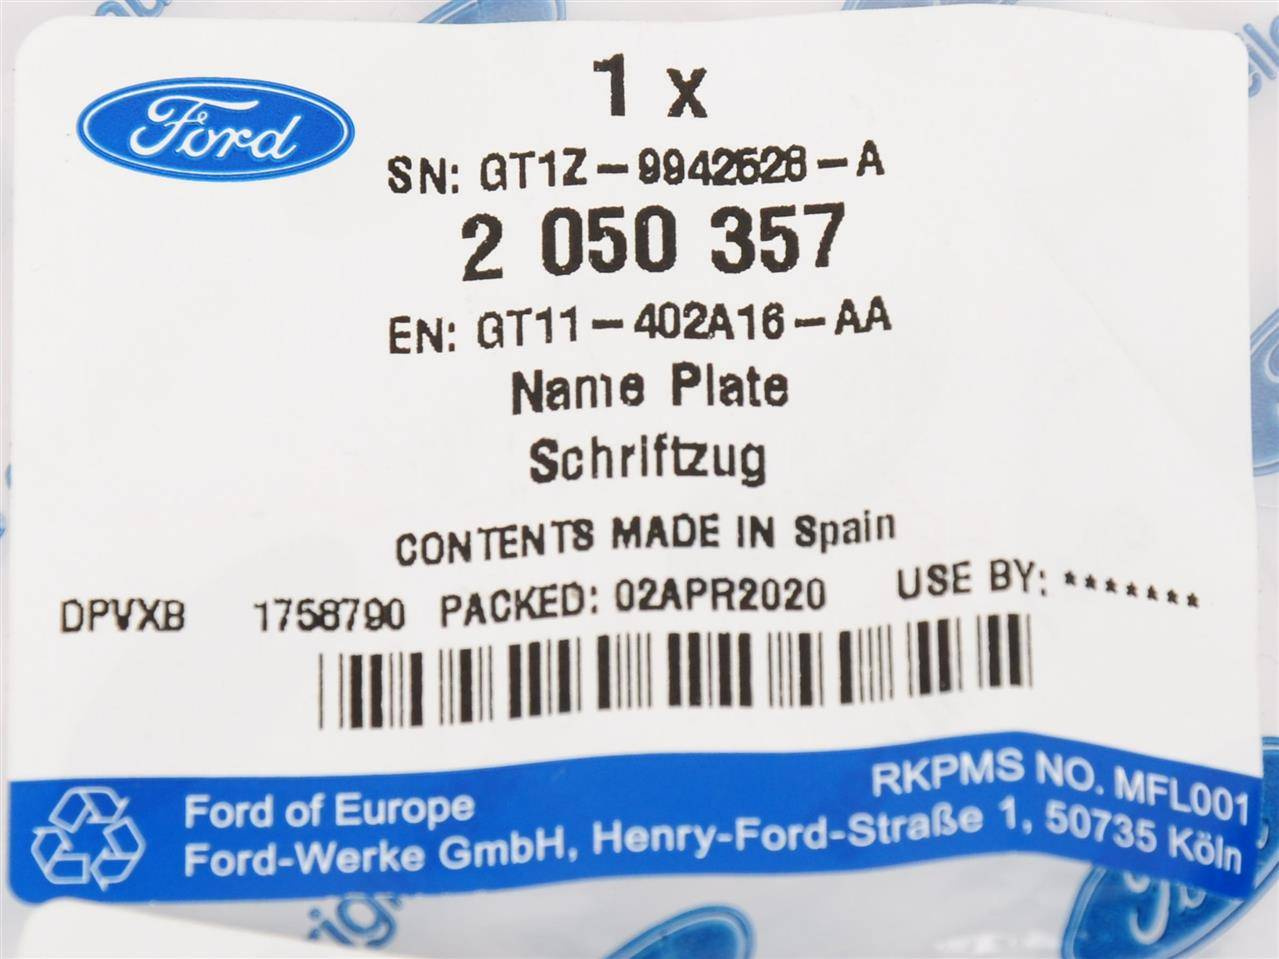 Ford
1 x
SN: GT1Z-9942528-A
2 050 357
EN: GT11-402A16-AA
Name Plate
Schriftzug
CONTENTS MADE IN Spain
DPVXB 1758790 PACKED: 02APR2020 USE BY: *******
RKPMS NO. MFL001
Ford of Europe
Ford-Werke GmbH, Henry-Ford-Straße 1, 50735 Köln